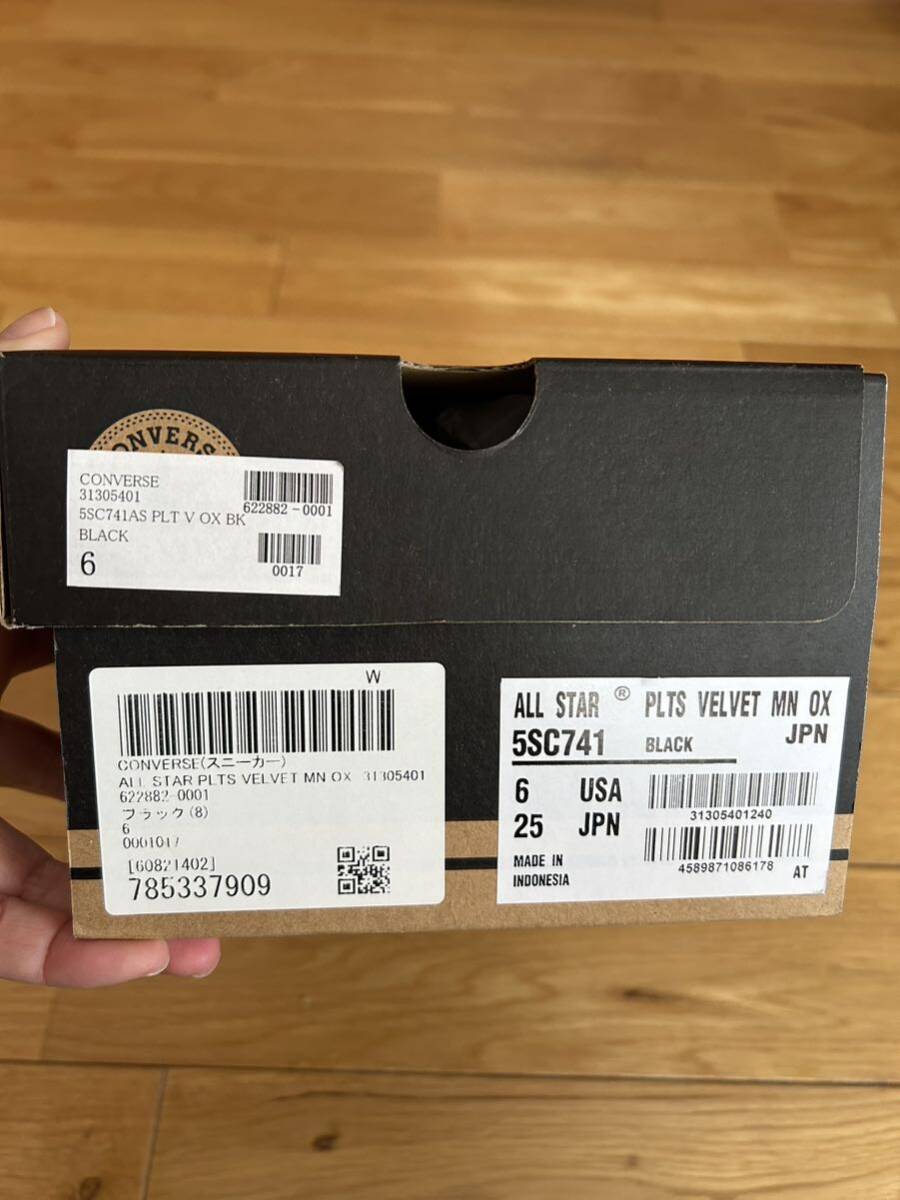 CONVERSE
CONVERSE
31305401
5SC741AS PLT V OX BK
BLACK
6
622882-0001
0017
W
CONVERSE(スニーカー)
ALL STAR PLTS VELVET MN OX 31305401
622882-0001
ブラック(8)
6
0001017
[60821402]
785337909
ALL STAR ® PLTS VELVET MN OX
5SC741 BLACK JPN
6 USA
25 JPN
31305401240
4589871086178 AT
MADE IN
INDONESIA